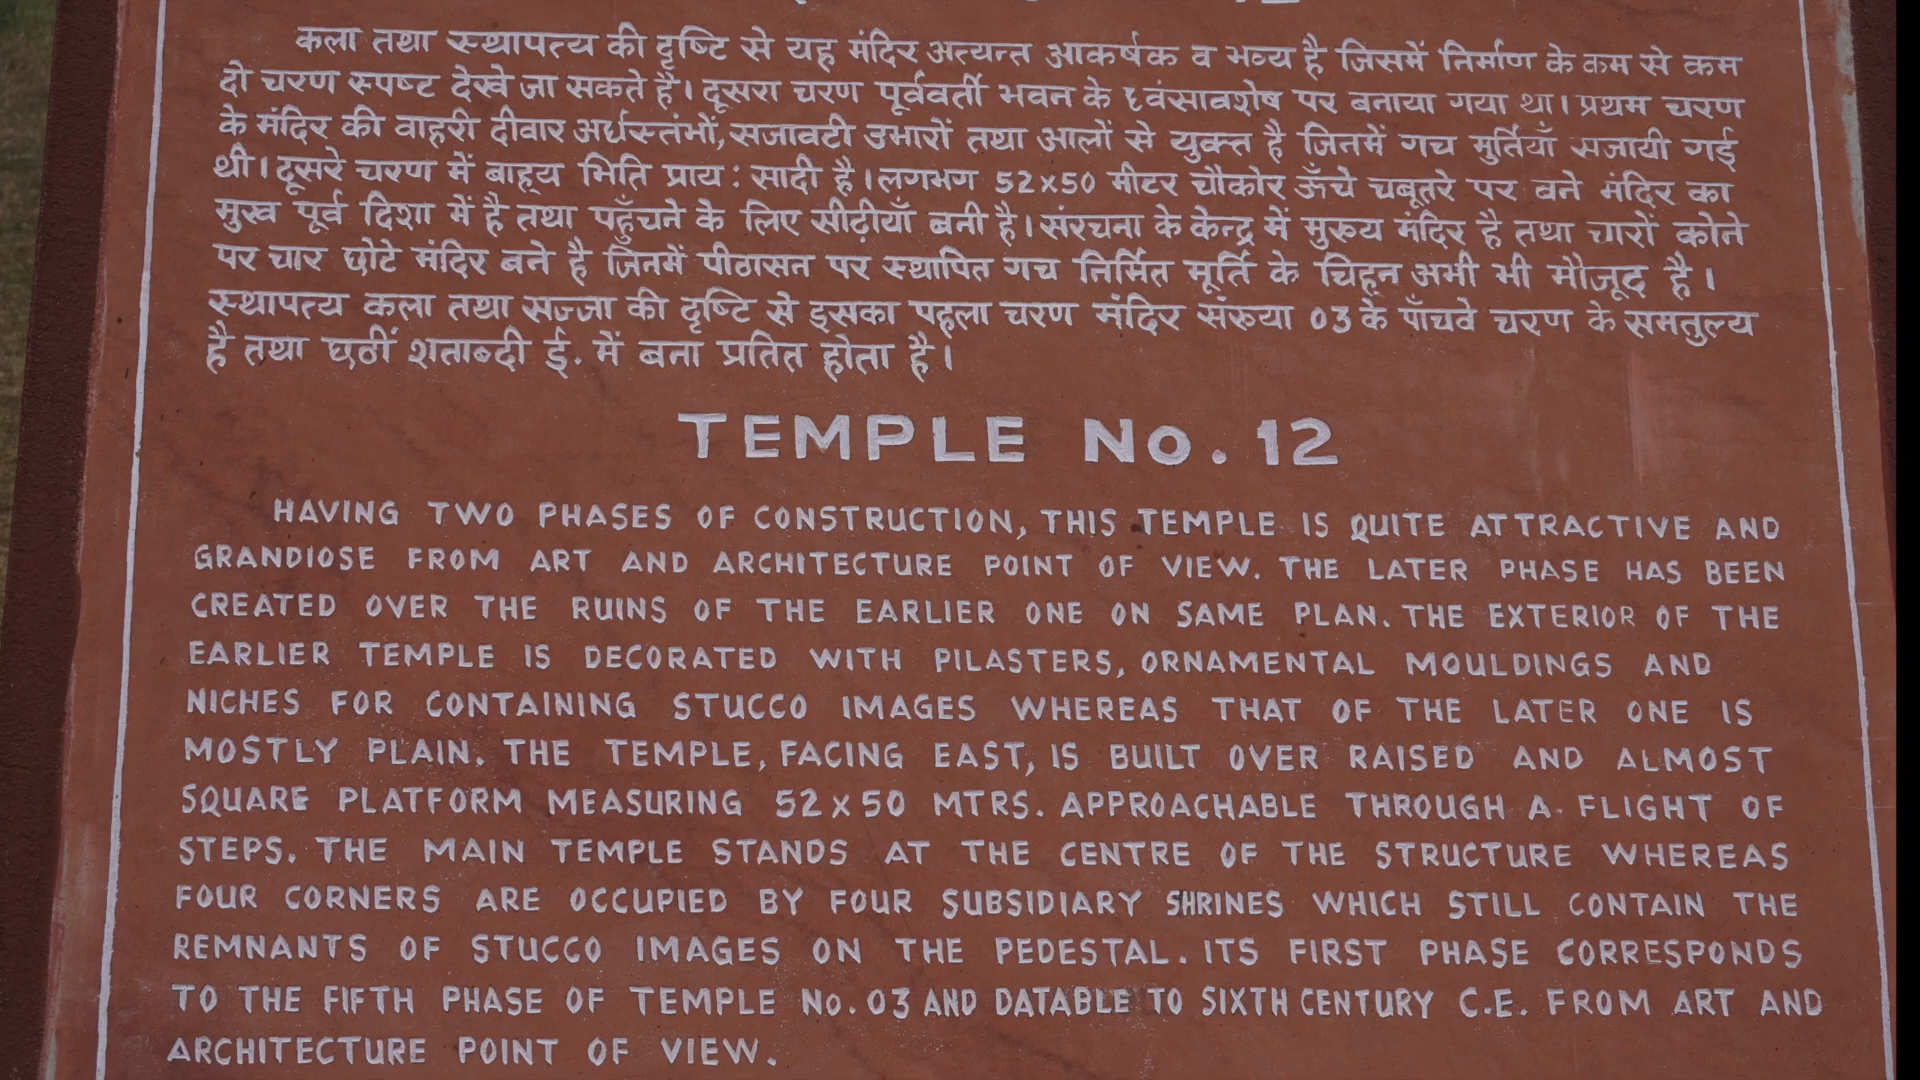 कला तथा स्थापत्य की दृष्टि से यह मंदिर अत्यन्त आकर्षक व भव्य है जिसमें निर्माण के कम से कम
दो चरण स्पष्ट देखे जा सकते है। दूसरा चरण पूर्ववर्ती भवन के ध्वंसावशेष पर बनाया गया था। प्रथम चरण
के मंदिर की वाहरी दीवार अर्धस्तंभों, सजावटी उभारों तथा आलों से युक्त है जिनमें गच मुर्तियाँ सजायी गई
थी। दूसरे चरण में बाह्य भिति प्राय: सादी है। लगभग 52x50 मीटर चौकोर ऊँचे चबूतरे पर बने मंदिर का
मुख पूर्व दिशा में है तथा पहुँचने के लिए सीढ़ीयाँ बनी है। संरचना के केन्द्र में मुख्य मंदिर है तथा चारों कोने
पर चार छोटे मंदिर बने है जिनमें पीठासन पर स्थापित गच निर्मित मूर्ति के चिह्न अभी भी मौजूद है।
स्थापत्य कला तथा सज्जा की दृष्टि से इसका पहला चरण मंदिर संख्या 03 के पाँचवे चरण के समतुल्य
है तथा छठीं शताब्दी ई. में बना प्रतित होता है।
TEMPLE No. 12
HAVING TWO PHASES OF CONSTRUCTION, THIS TEMPLE IS QUITE ATTRACTIVE AND
GRANDIOSE FROM ART AND ARCHITECTURE POINT OF VIEW. THE LATER PHASE HAS BEEN
CREATED OVER THE RUINS OF THE EARLIER ONE ON SAME PLAN. THE EXTERIOR OF THE
EARLIER TEMPLE IS DECORATED WITH PILASTERS, ORNAMENTAL MOULDINGS AND
NICHES FOR CONTAINING STUCCO IMAGES WHEREAS THAT OF THE LATER ONE IS
MOSTLY PLAIN. THE TEMPLE, FACING EAST, IS BUILT OVER RAISED AND ALMOST
SQUARE PLATFORM MEASURING 52x50 MTRS. APPROACHABLE THROUGH A FLIGHT OF
STEPS. THE MAIN TEMPLE STANDS AT THE CENTRE OF THE STRUCTURE WHEREAS
FOUR CORNERS ARE OCCUPIED BY FOUR SUBSIDIARY SHRINES WHICH STILL CONTAIN THE
REMNANTS OF STUCCO IMAGES ON THE PEDESTAL. ITS FIRST PHASE CORRESPONDS
TO THE FIFTH PHASE OF TEMPLE No. 03 AND DATABLE TO SIXTH CENTURY C.E. FROM ART AND
ARCHITECTURE POINT OF VIEW.